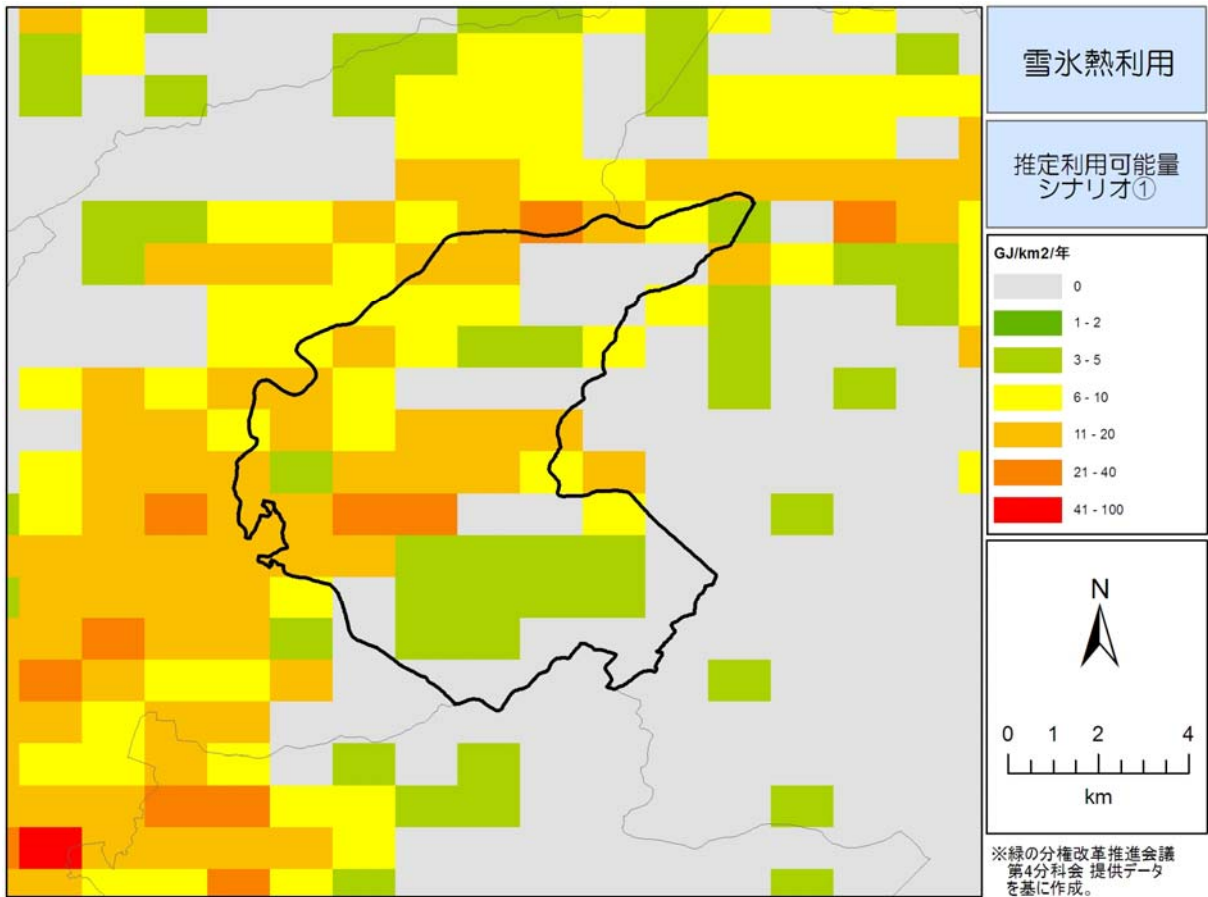 雪氷熱利用
推定利用可能量
シナリオ①
GJ/km2/年
0
1 - 2
3 - 5
6 - 10
11 - 20
21 - 40
41 - 100
N
0 1 2 4
km
※緑の分権改革推進会議
第4分科会 提供データ
を基に作成。